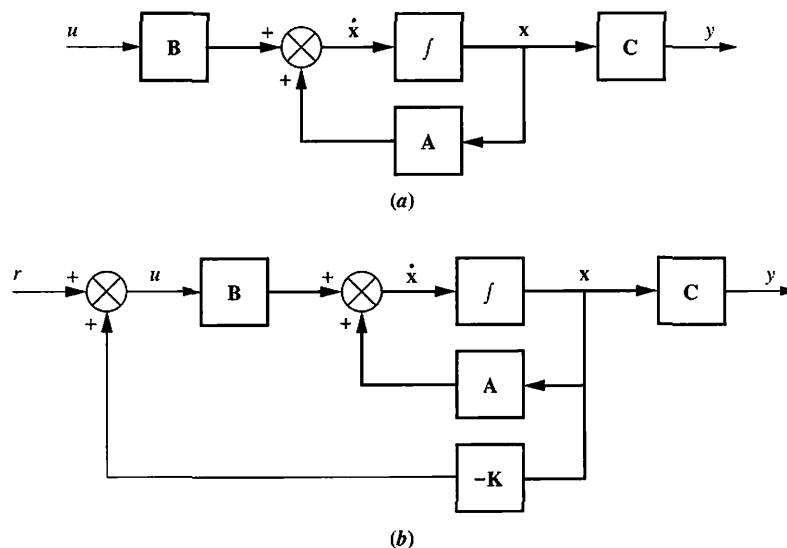 u B + ẋ ∫ x C y
+
A
(a)
r + u B + ẋ ∫ x C y
+ +
A
−K
(b)